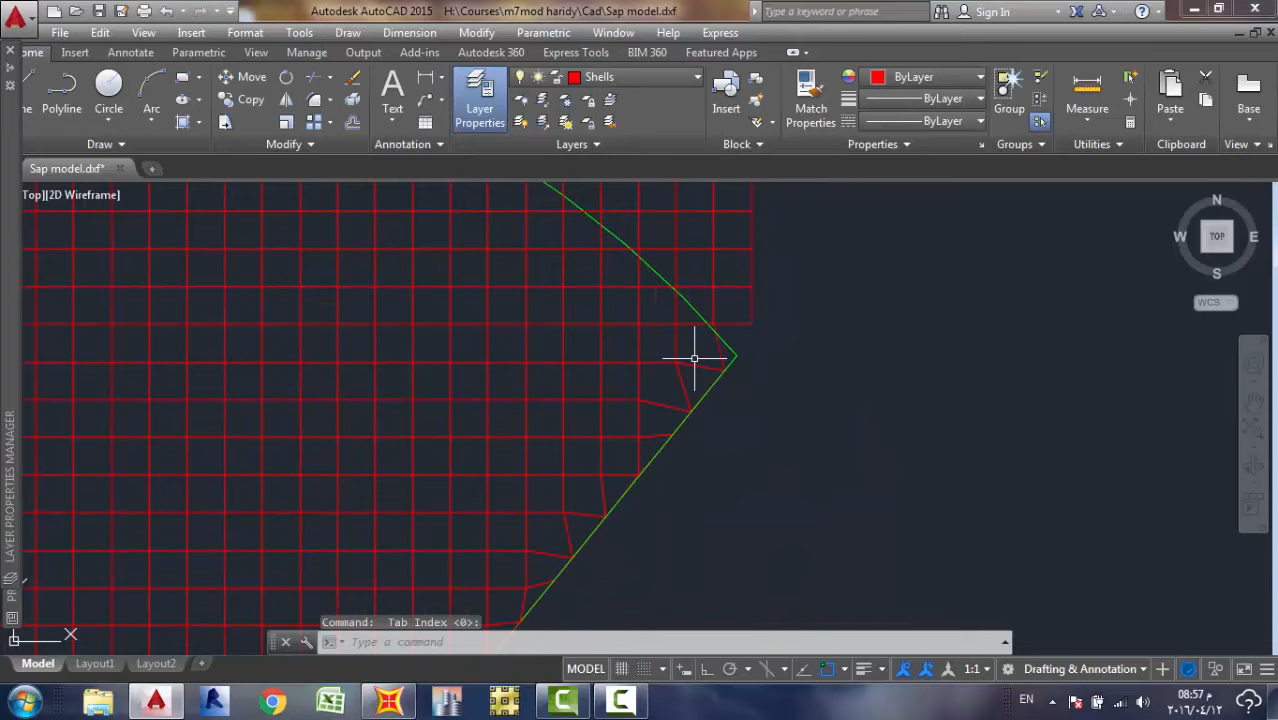 Autodesk AutoCAD 2015 H:\Courses\m7mod haridy\Cad\Sap model.dxf
Type a keyword or phrase
Sign In
File Edit View Insert Format Tools Draw Dimension Modify Parametric Window Help Express
ome Insert Annotate Parametric View Manage Output Add-ins Autodesk 360 Express Tools BIM 360 Featured Apps
Shells
ByLayer
Move
Copy
ByLayer
ByLayer
ne Polyline Circle Arc
Text
Layer Properties
Insert
Match Properties
Group
Measure
Paste
Base
Draw Modify Annotation Layers Block Properties Groups Utilities Clipboard View
Sap model.dxf*
Top][2D Wireframe]
N
W TOP E
S
WCS
LAYER PROPERTIES MANAGER
PR
X
Command: Tab Index <0>:
Type a command
Model Layout1 Layout2
MODEL
1:1
Drafting & Annotation
EN
08:57 م
٢٠١٦/٠٤/١٢